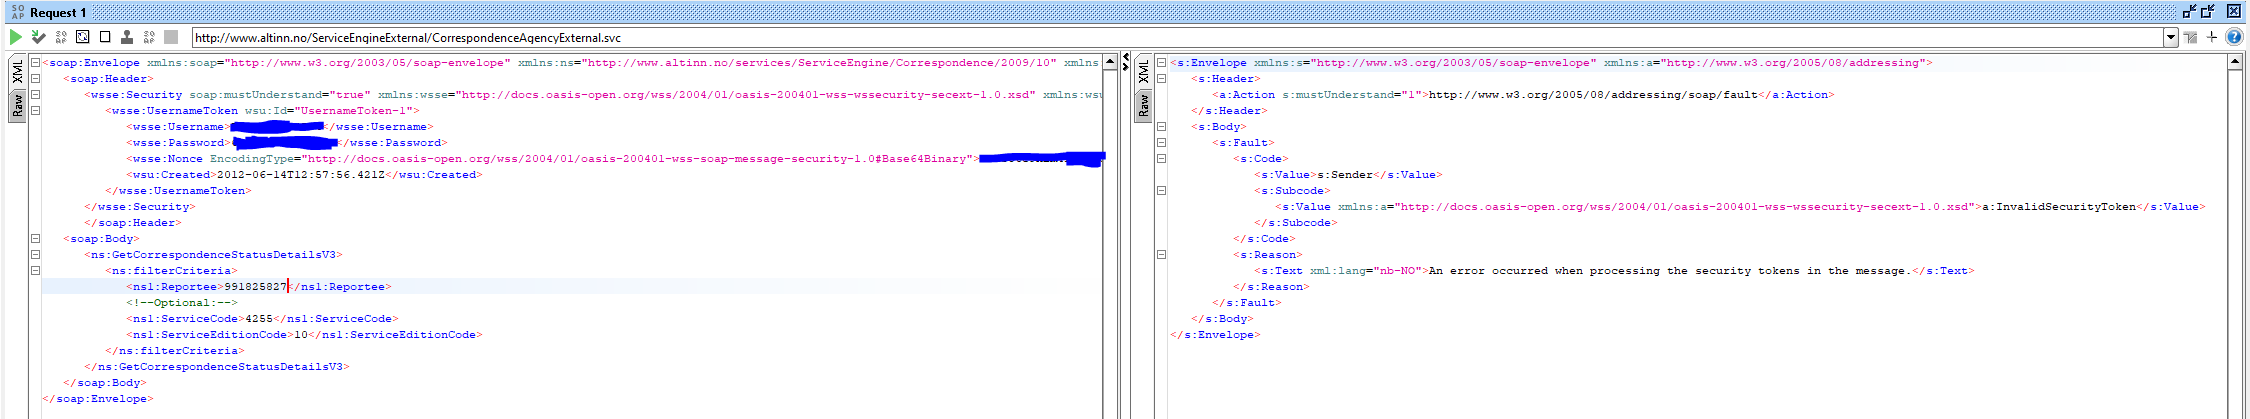 SO
AP Request 1
SO
AP
SO
AP
http://www.altinn.no/ServiceEngineExternal/CorrespondenceAgencyExternal.svc
XML
Raw
<soap:Envelope xmlns:soap="http://www.w3.org/2003/05/soap-envelope" xmlns:ns="http://www.altinn.no/services/ServiceEngine/Correspondence/2009/10" xmlns
<soap:Header>
<wsse:Security soap:mustUnderstand="true" xmlns:wsse="http://docs.oasis-open.org/wss/2004/01/oasis-200401-wss-wssecurity-secext-1.0.xsd" xmlns:wsu
<wsse:UsernameToken wsu:Id="UsernameToken-1">
<wsse:Username></wsse:Username>
<wsse:Password></wsse:Password>
<wsse:Nonce EncodingType="http://docs.oasis-open.org/wss/2004/01/oasis-200401-wss-soap-message-security-1.0#Base64Binary">
<wsu:Created>2012-06-14T12:57:56.421Z</wsu:Created>
</wsse:UsernameToken>
</wsse:Security>
</soap:Header>
<soap:Body>
<ns:GetCorrespondenceStatusDetailsV3>
<ns:filterCriteria>
<ns1:Reportee>991825827</ns1:Reportee>
<!--Optional:-->
<ns1:ServiceCode>4255</ns1:ServiceCode>
<ns1:ServiceEditionCode>10</ns1:ServiceEditionCode>
</ns:filterCriteria>
</ns:GetCorrespondenceStatusDetailsV3>
</soap:Body>
</soap:Envelope>
XML
Raw
<s:Envelope xmlns:s="http://www.w3.org/2003/05/soap-envelope" xmlns:a="http://www.w3.org/2005/08/addressing">
<s:Header>
<a:Action s:mustUnderstand="1">http://www.w3.org/2005/08/addressing/soap/fault</a:Action>
</s:Header>
<s:Body>
<s:Fault>
<s:Code>
<s:Value>s:Sender</s:Value>
<s:Subcode>
<s:Value xmlns:a="http://docs.oasis-open.org/wss/2004/01/oasis-200401-wss-wssecurity-secext-1.0.xsd">a:InvalidSecurityToken</s:Value>
</s:Subcode>
</s:Code>
<s:Reason>
<s:Text xml:lang="nb-NO">An error occurred when processing the security tokens in the message.</s:Text>
</s:Reason>
</s:Fault>
</s:Body>
</s:Envelope>